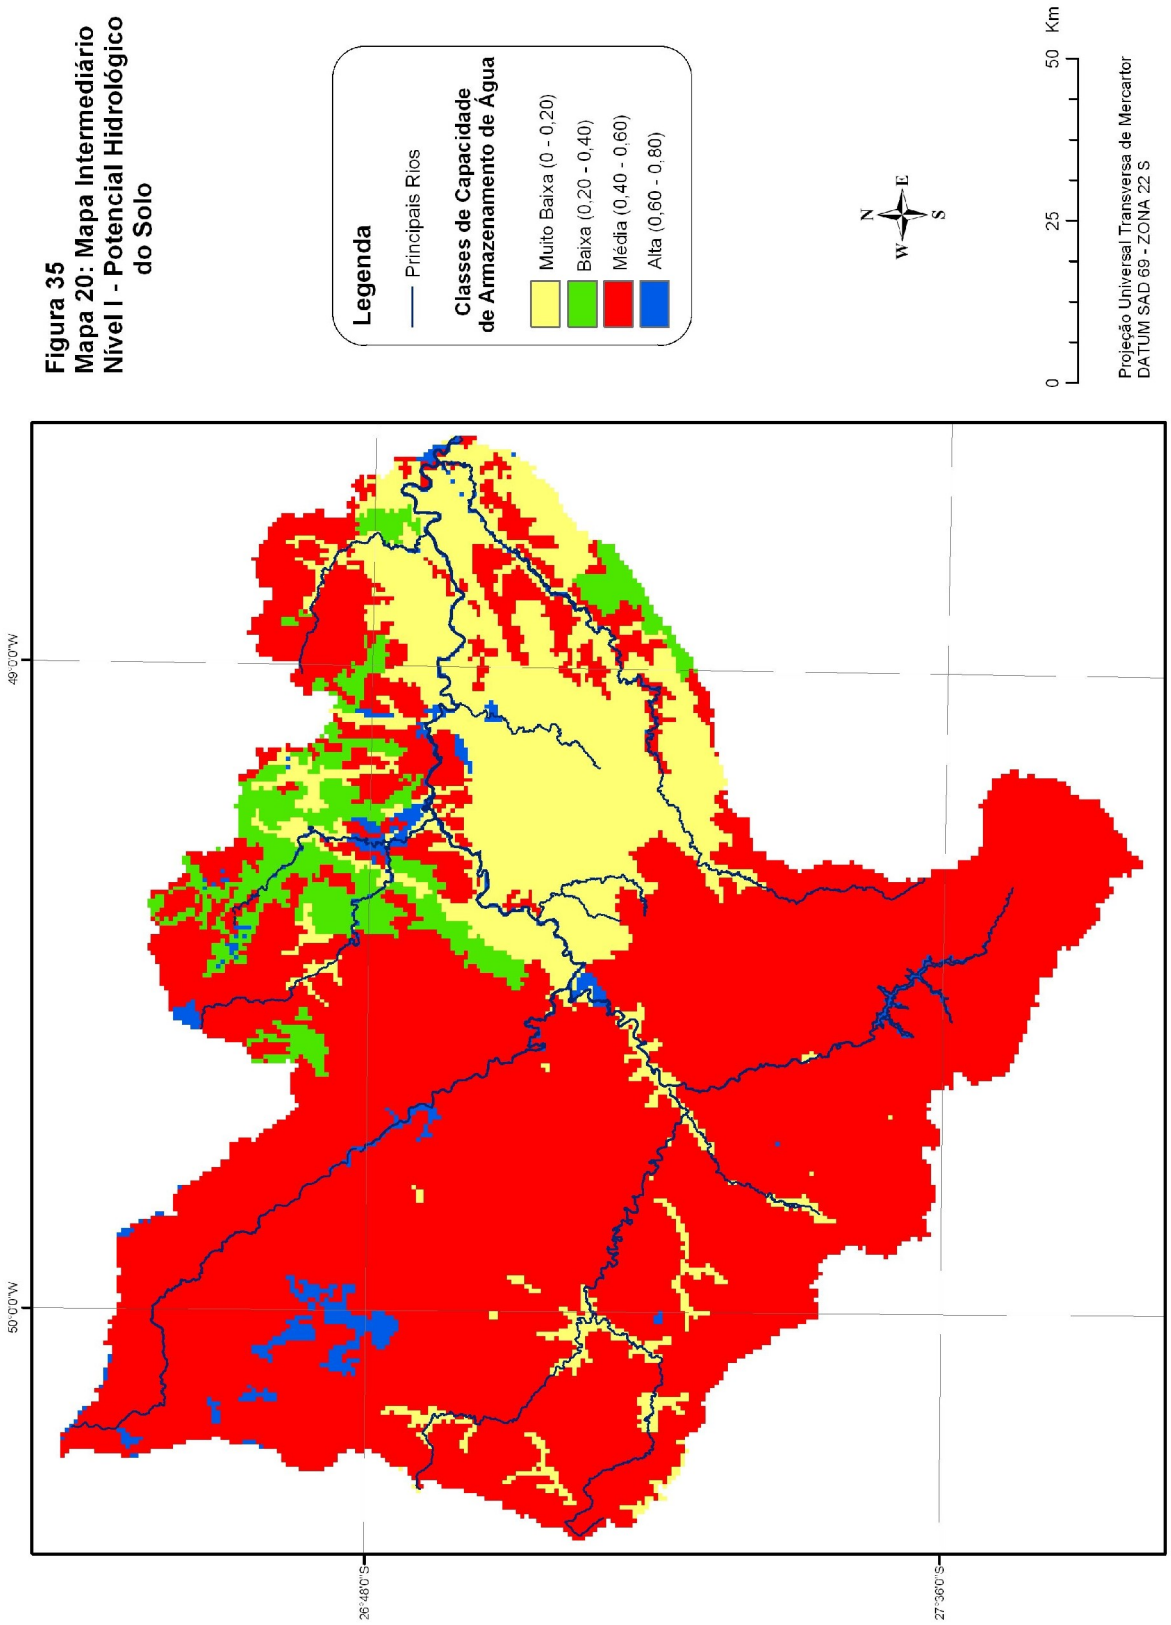 Figura 35
Mapa 20: Mapa Intermediário
Nível I - Potencial Hidrológico
do Solo
Legenda
Principais Rios
Classes de Capacidade
de Armazenamento de Água
Muito Baixa (0 - 0,20)
Baixa (0,20 - 0,40)
Média (0,40 - 0,60)
Alta (0,60 - 0,80)
N
W
E
S
0
25
50
Km
Projeção Universal Transversa de Mercartor
DATUM SAD 69 - ZONA 22 S
50°0'0"W
49°0'0"W
26°48'0"S
27°36'0"S